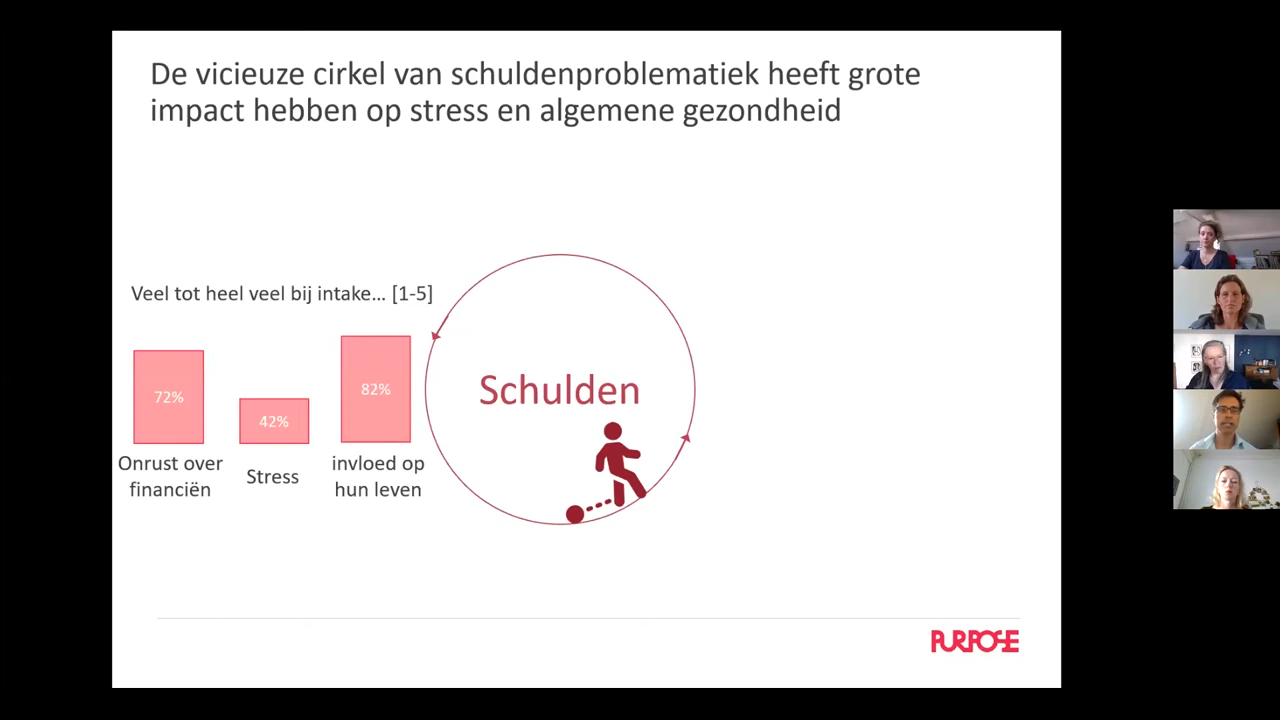 De vicieuze cirkel van schuldenproblematiek heeft grote
impact hebben op stress en algemene gezondheid
Veel tot heel veel bij intake... [1-5]
72%
42%
82%
Onrust over
financiën
Stress
invloed op
hun leven
Schulden
PURPOSE